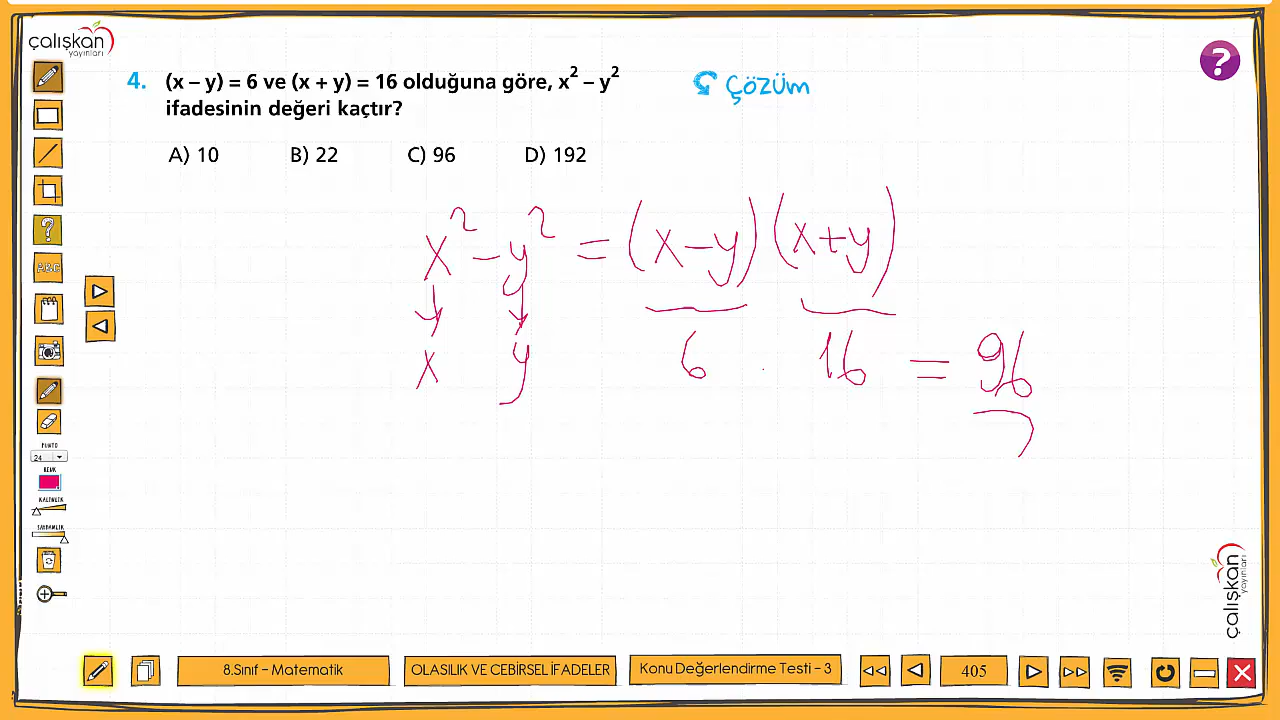 çalışkan
yayınları
4. (x – y) = 6 ve (x + y) = 16 olduğuna göre, x² – y²
ifadesinin değeri kaçtır?
Çözüm
?
A) 10 B) 22 C) 96 D) 192
x² – y² = (x – y) (x + y)
x y 6 . 16 = 96
?
ABC
PUNTO
24
RENK
KALINLIK
SAYDAMLIK
çalışkan
yayınları
8.Sınıf – Matematik
OLASILIK VE CEBİRSEL İFADELER
Konu Değerlendirme Testi – 3
405